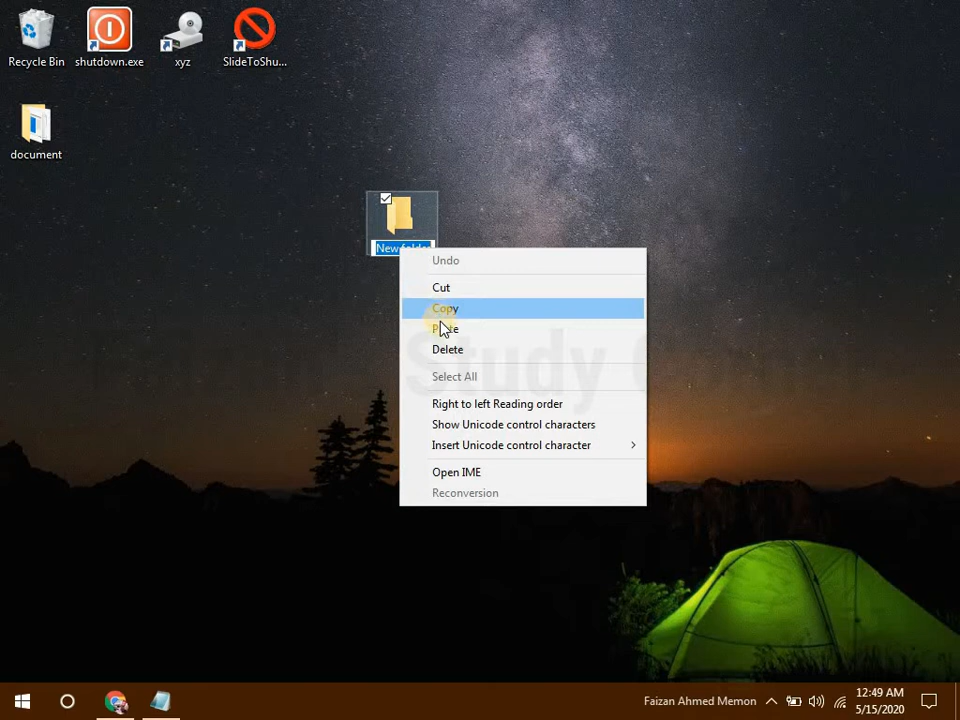 Recycle Bin
shutdown.exe
xyz
SlideToShu...
document
New folder
Undo
Cut
Copy
Paste
Delete
Select All
Right to left Reading order
Show Unicode control characters
Insert Unicode control character
Open IME
Reconversion
Study
Faizan Ahmed Memon
12:49 AM
5/15/2020